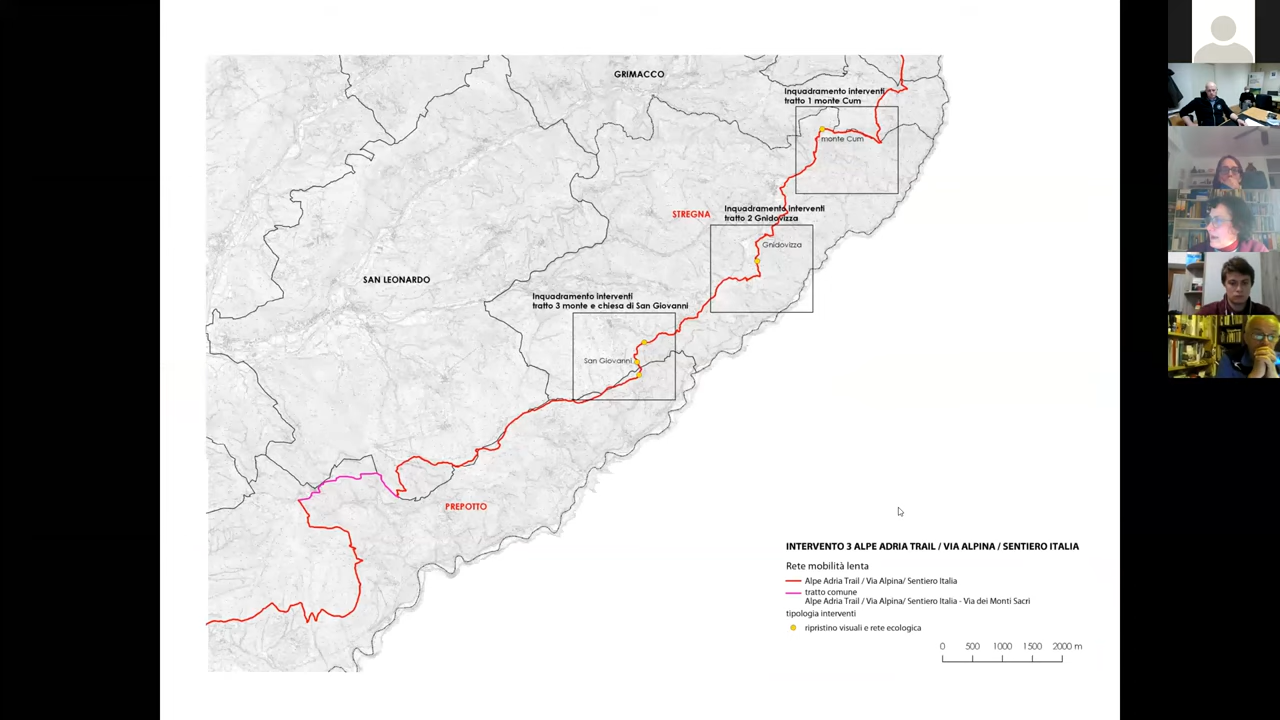 GRIMACCO
Inquadramento interventi
tratto 1 monte Cum
monte Cum
STREGNA
Inquadramento interventi
tratto 2 Gnidovizza
Gnidovizza
SAN LEONARDO
Inquadramento interventi
tratto 3 monte e chiesa di San Giovanni
San Giovanni
PREPOTTO
INTERVENTO 3 ALPE ADRIA TRAIL / VIA ALPINA / SENTIERO ITALIA
Rete mobilità lenta
Alpe Adria Trail / Via Alpina/ Sentiero Italia
tratto comune
Alpe Adria Trail / Via Alpina/ Sentiero Italia - Via dei Monti Sacri
tipologia interventi
ripristino visuali e rete ecologica
0 500 1000 1500 2000 m